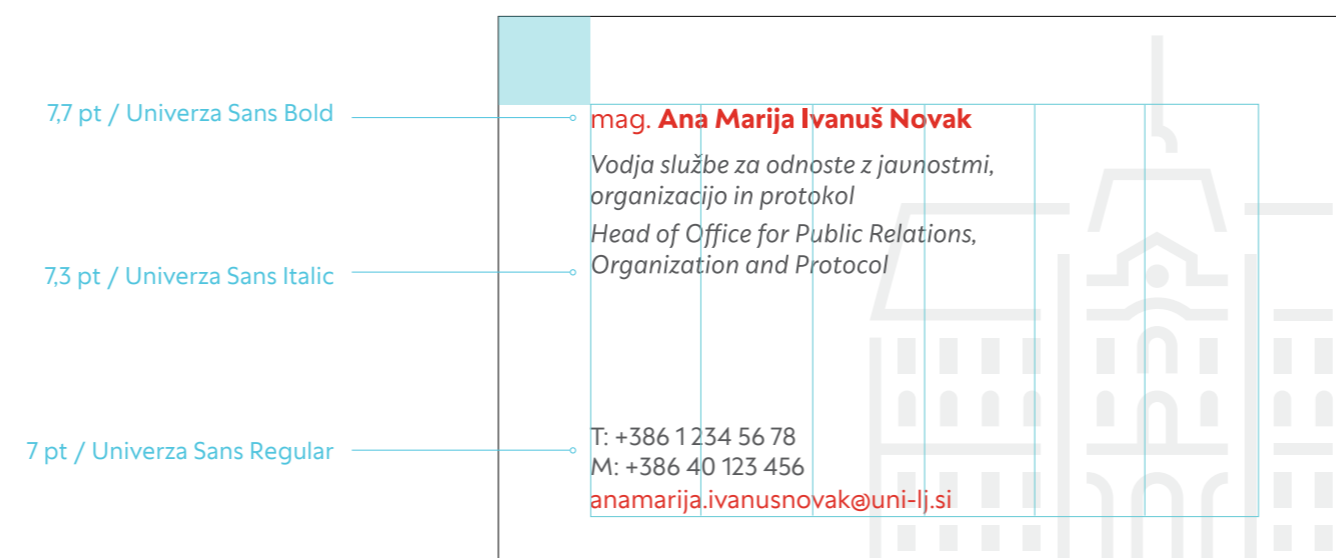 7,7 pt / Univerza Sans Bold
mag. Ana Marija Ivanuš Novak
Vodja službe za odnoste z javnostmi,
organizacijo in protokol
Head of Office for Public Relations,
Organization and Protocol
7,3 pt / Univerza Sans Italic
7 pt / Univerza Sans Regular
T: +386 1 234 56 78
M: +386 40 123 456
anamarija.ivanusnovak@uni-lj.si